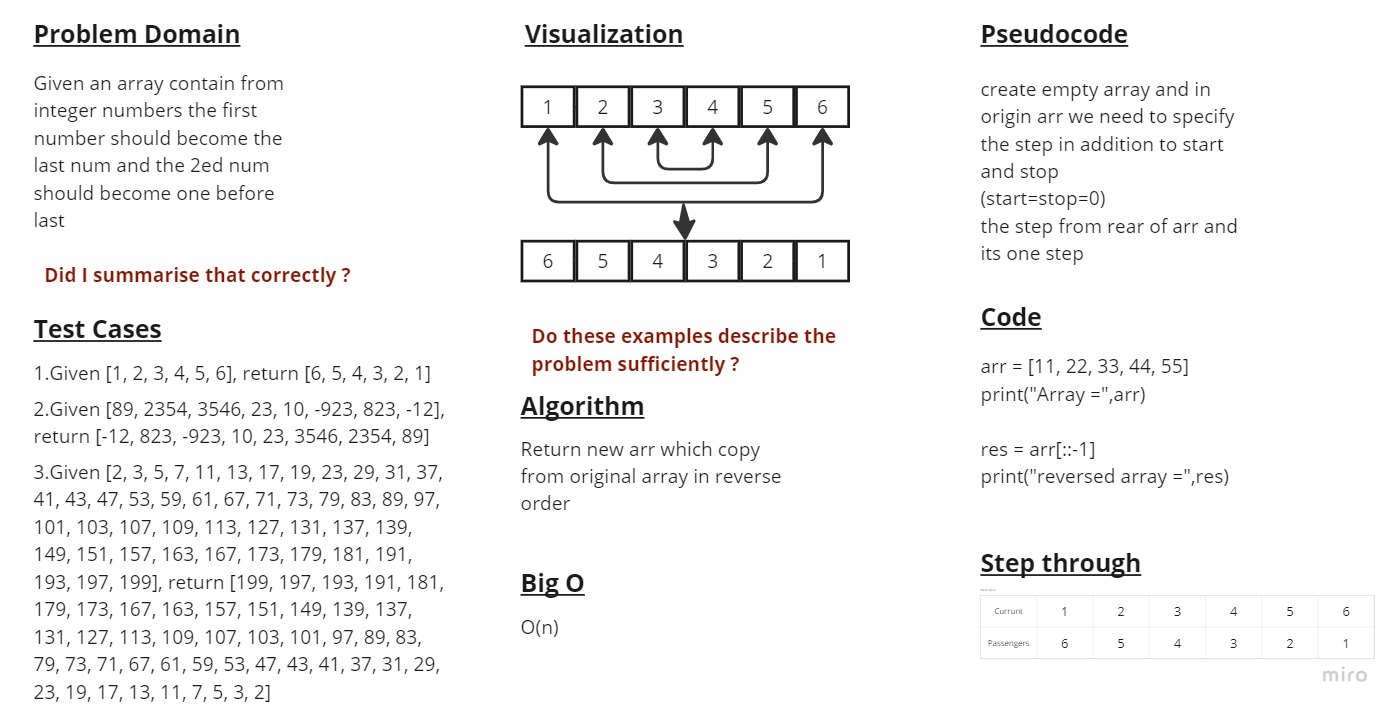 Problem Domain
Given an array contain from
integer numbers the first
number should become the
last num and the 2ed num
should become one before
last
Did I summarise that correctly ?
Test Cases
1.Given [1, 2, 3, 4, 5, 6], return [6, 5, 4, 3, 2, 1]
2.Given [89, 2354, 3546, 23, 10, -923, 823, -12],
return [-12, 823, -923, 10, 23, 3546, 2354, 89]
3.Given [2, 3, 5, 7, 11, 13, 17, 19, 23, 29, 31, 37,
41, 43, 47, 53, 59, 61, 67, 71, 73, 79, 83, 89, 97,
101, 103, 107, 109, 113, 127, 131, 137, 139,
149, 151, 157, 163, 167, 173, 179, 181, 191,
193, 197, 199], return [199, 197, 193, 191, 181,
179, 173, 167, 163, 157, 151, 149, 139, 137,
131, 127, 113, 109, 107, 103, 101, 97, 89, 83,
79, 73, 71, 67, 61, 59, 53, 47, 43, 41, 37, 31, 29,
23, 19, 17, 13, 11, 7, 5, 3, 2]
Visualization
1 2 3 4 5 6
6 5 4 3 2 1
Do these examples describe the
problem sufficiently ?
Algorithm
Return new arr which copy
from original array in reverse
order
Big O
O(n)
Pseudocode
create empty array and in
origin arr we need to specify
the step in addition to start
and stop
(start=stop=0)
the step from rear of arr and
its one step
Code
arr = [11, 22, 33, 44, 55]
print("Array =",arr)
res = arr[::-1]
print("reversed array =",res)
Step through
Currunt 1 2 3 4 5 6
Passengers 6 5 4 3 2 1
miro